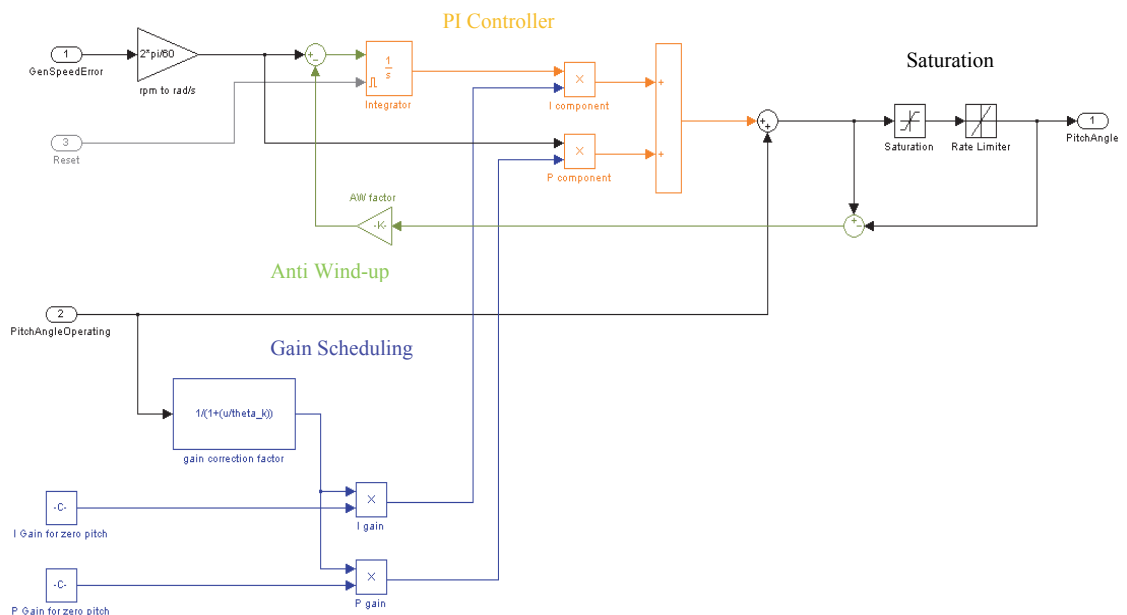 PI Controller
1
GenSpeedError
2*pi/60
rpm to rad/s
+
-
1
s
Integrator
×
I component
+
Saturation
3
Reset
×
P component
+
+
+
Saturation
Rate Limiter
1
PitchAngle
AW factor
-K-
+
-
Anti Wind-up
2
PitchAngleOperating
Gain Scheduling
1/(1+(u/theta_k))
gain correction factor
-C-
I Gain for zero pitch
×
I gain
-C-
P Gain for zero pitch
×
P gain